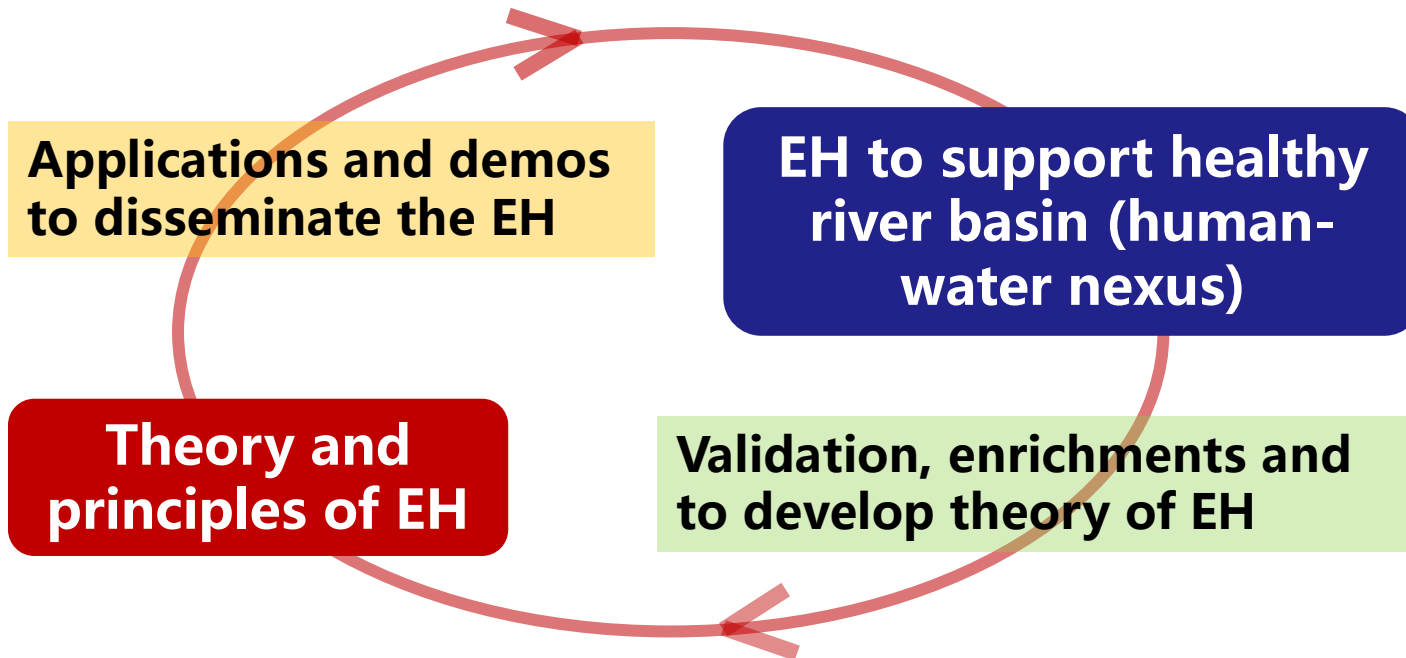 Applications and demos
to disseminate the EH
EH to support healthy
river basin (human-
water nexus)
Theory and
principles of EH
Validation, enrichments and
to develop theory of EH